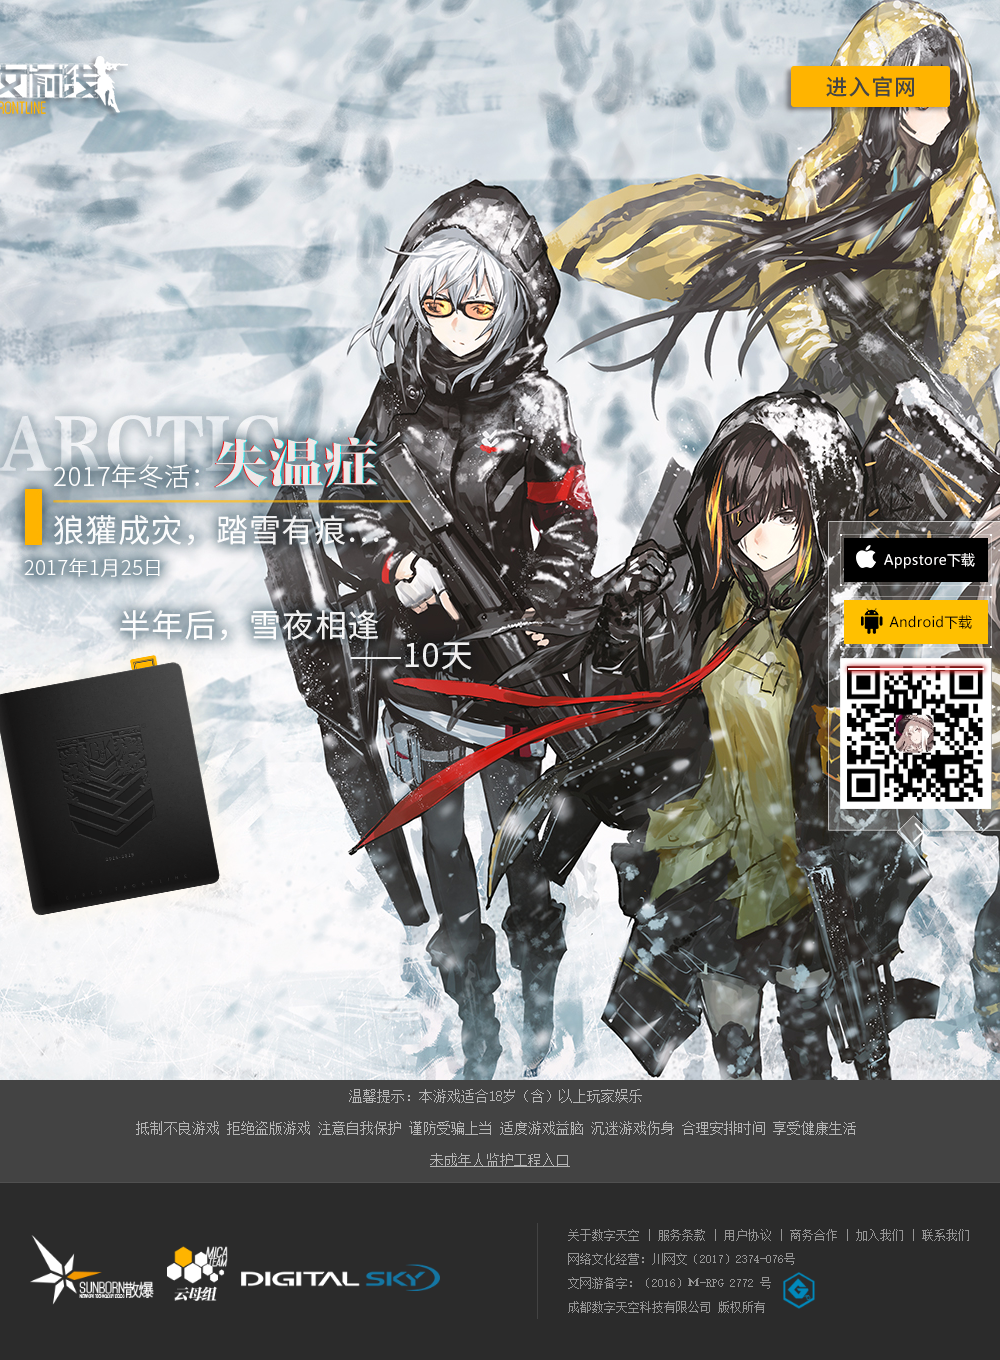 女前线
FRONTLINE
进入官网
ARCTIC
2017年冬活：失温症
狼獾成灾，踏雪有痕...
2017年1月25日
半年后，雪夜相逢
——10天
Appstore下载
Android下载
温馨提示：本游戏适合18岁（含）以上玩家娱乐
抵制不良游戏 拒绝盗版游戏 注意自我保护 谨防受骗上当 适度游戏益脑 沉迷游戏伤身 合理安排时间 享受健康生活
未成年人监护工程入口
SUNBORN散爆
MICA TEAM
云母组
DIGITAL SKY
关于数字天空 | 服务条款 | 用户协议 | 商务合作 | 加入我们 | 联系我们
网络文化经营：川网文（2017）2374-076号
文网游备字：（2016）M-RPG 2772 号
成都数字天空科技有限公司 版权所有